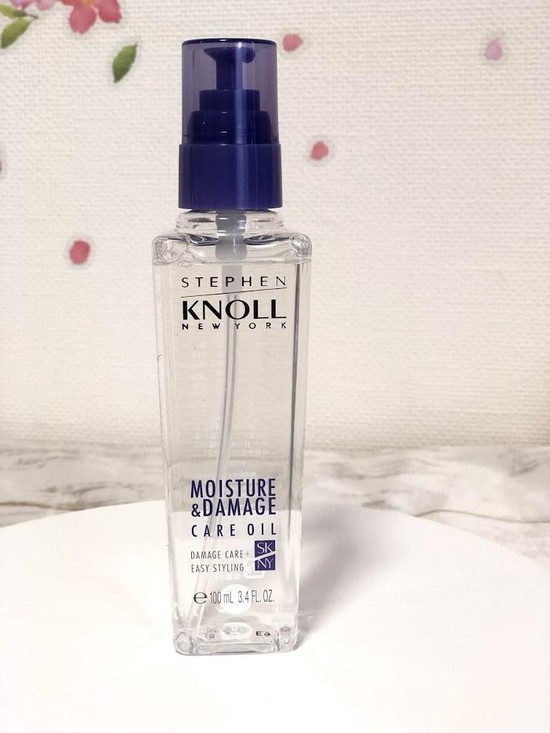 STEPHEN
KNOLL
NEW YORK
MOISTURE
&DAMAGE
CARE OIL
DAMAGE CARE+
EASY STYLING
SK
NY
℮ 100 mL 3.4 FL. OZ.